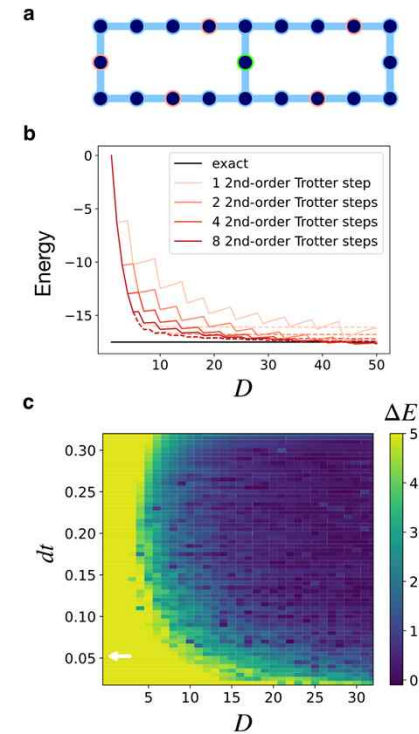 a
b
0
−5
−10
−15
Energy
exact
1 2nd-order Trotter step
2 2nd-order Trotter steps
4 2nd-order Trotter steps
8 2nd-order Trotter steps
10 20 30 40 50
D
c
ΔE
0.30
0.25
0.20
0.15
0.10
0.05
dt
5 10 15 20 25 30
D
5
4
3
2
1
0